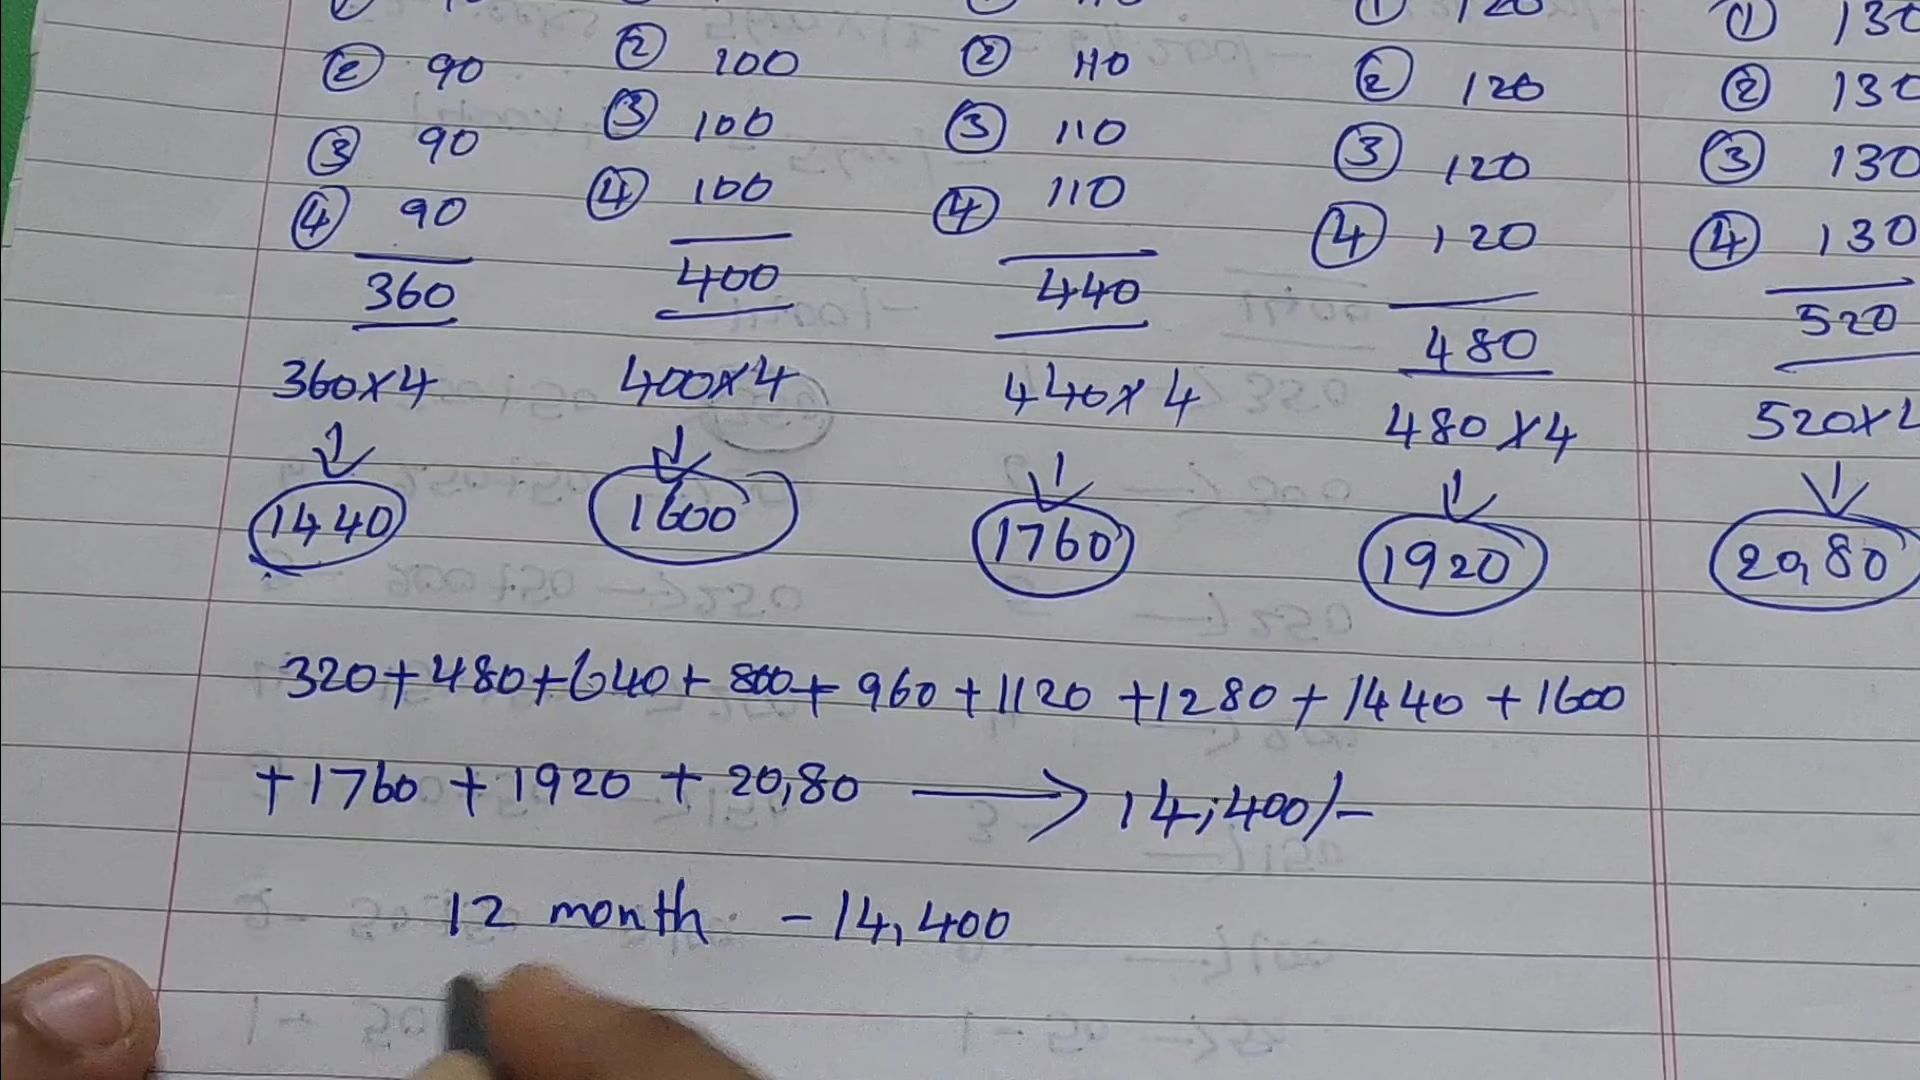 ② 90 ② 100 ② 110 ② 120 ② 130
③ 90 ③ 100 ③ 110 ③ 120 ③ 130
④ 90 ④ 100 ④ 110 ④ 120 ④ 130
360 400 440 480 520
360x4 400x4 440x4 480x4 520x4
1440 1600 1760 1920 20,80
320+480+640+800+960+1120+1280+1440+1600
+1760+1920+20,80 → 14,400/-
12 month - 14,400